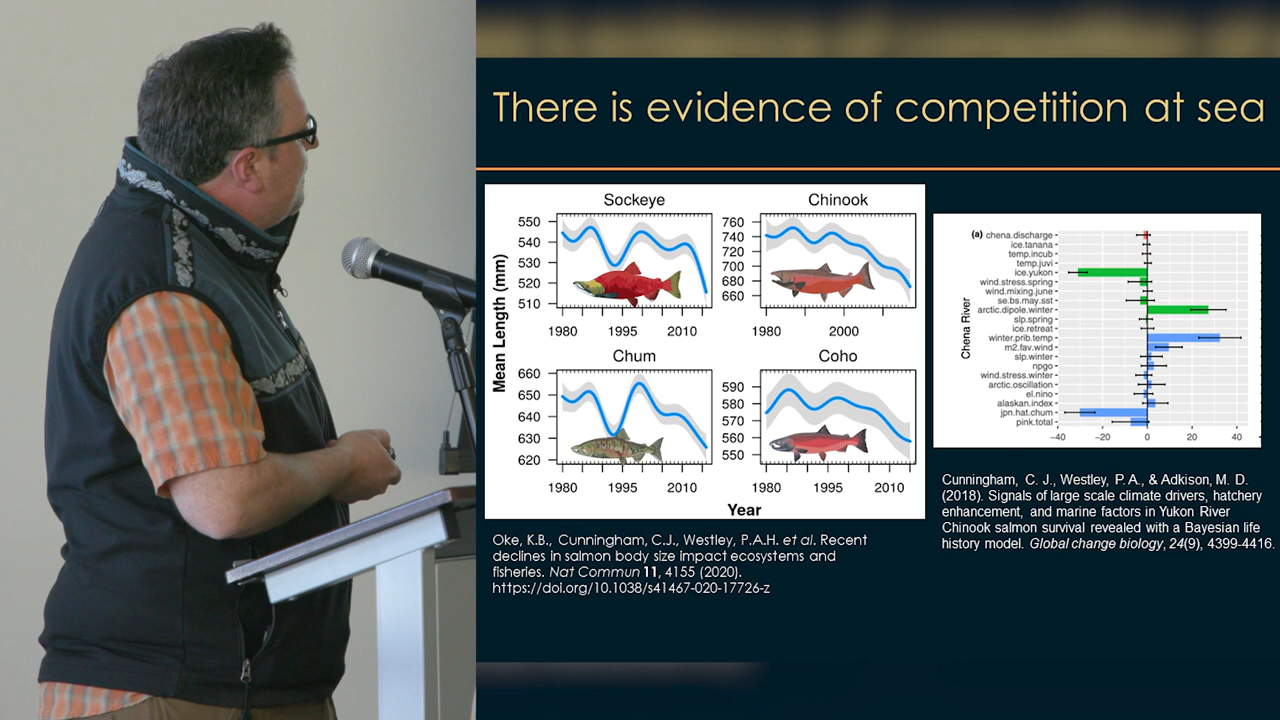 There is evidence of competition at sea
Sockeye
Chinook
550
540
530
520
510
1980
1995
2010
760
740
720
700
680
660
1980
2000
Mean Length (mm)
Chum
Coho
660
650
640
630
620
1980
1995
2010
590
580
570
560
550
1980
1995
2010
Year
Oke, K.B., Cunningham, C.J., Westley, P.A.H. et al. Recent
declines in salmon body size impact ecosystems and
fisheries. Nat Commun 11, 4155 (2020).
https://doi.org/10.1038/s41467-020-17726-z
(a)
Chena River
chena.discharge
ice.tanana
temp.incub
temp.juvi
ice.yukon
wind.stress.spring
wind.mixing.june
se.bs.may.sst
arctic.dipole.winter
slp.spring
ice.retreat
winter.prib.temp
m2.fav.wind
slp.winter
npgo
wind.stress.winter
arctic.oscillation
el.nino
alaskan.index
jpn.hat.chum
pink.total
−40
−20
0
20
40
Cunningham, C. J., Westley, P. A., & Adkison, M. D.
(2018). Signals of large scale climate drivers, hatchery
enhancement, and marine factors in Yukon River
Chinook salmon survival revealed with a Bayesian life
history model. Global change biology, 24(9), 4399-4416.